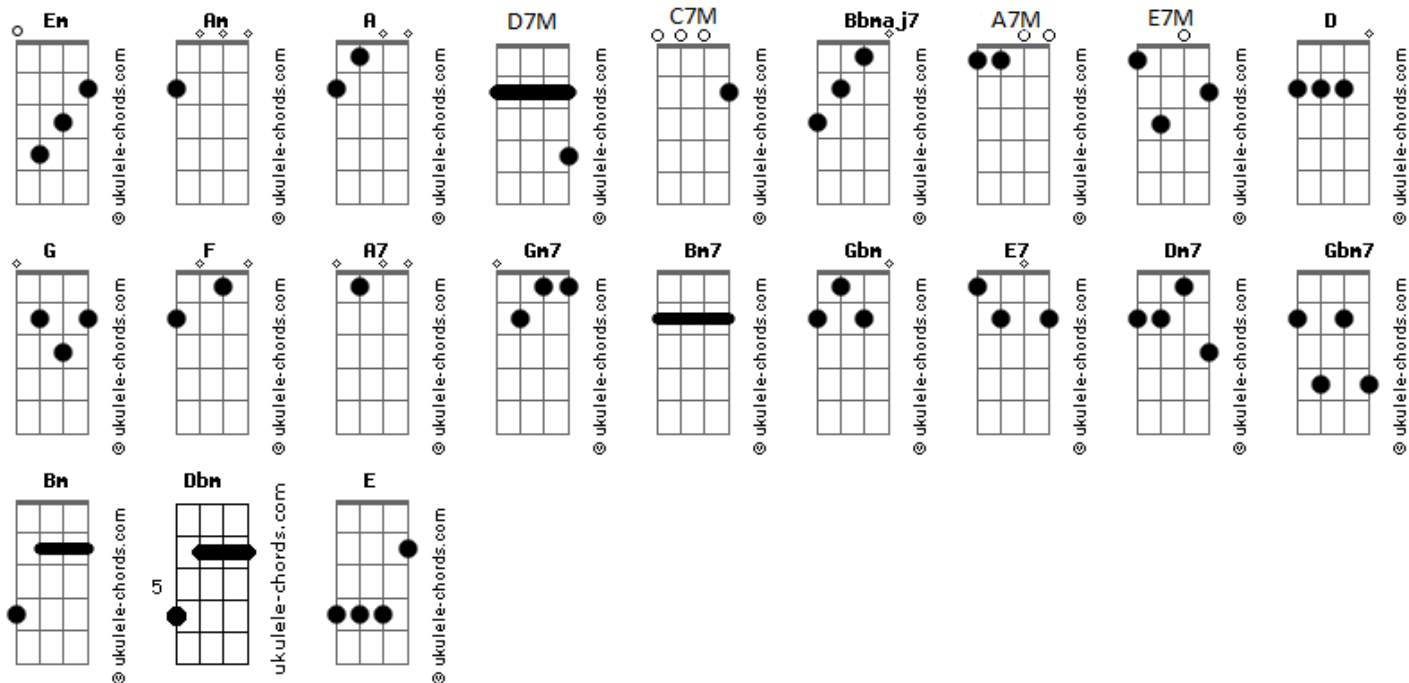 Em Am A D7M C7M Bbmaj7 A7M E7M D
© ukulele-chords.com © ukulele-chords.com © ukulele-chords.com © ukulele-chords.com © ukulele-chords.com © ukulele-chords.com © ukulele-chords.com © ukulele-chords.com © ukulele-chords.com
G F A7 Gm7 Bm7 Gbm E7 Dm7 Gbm7
© ukulele-chords.com © ukulele-chords.com © ukulele-chords.com © ukulele-chords.com © ukulele-chords.com © ukulele-chords.com © ukulele-chords.com © ukulele-chords.com © ukulele-chords.com
Bm Dbm E
5
© ukulele-chords.com ukulele-chords.com © ukulele-chords.com